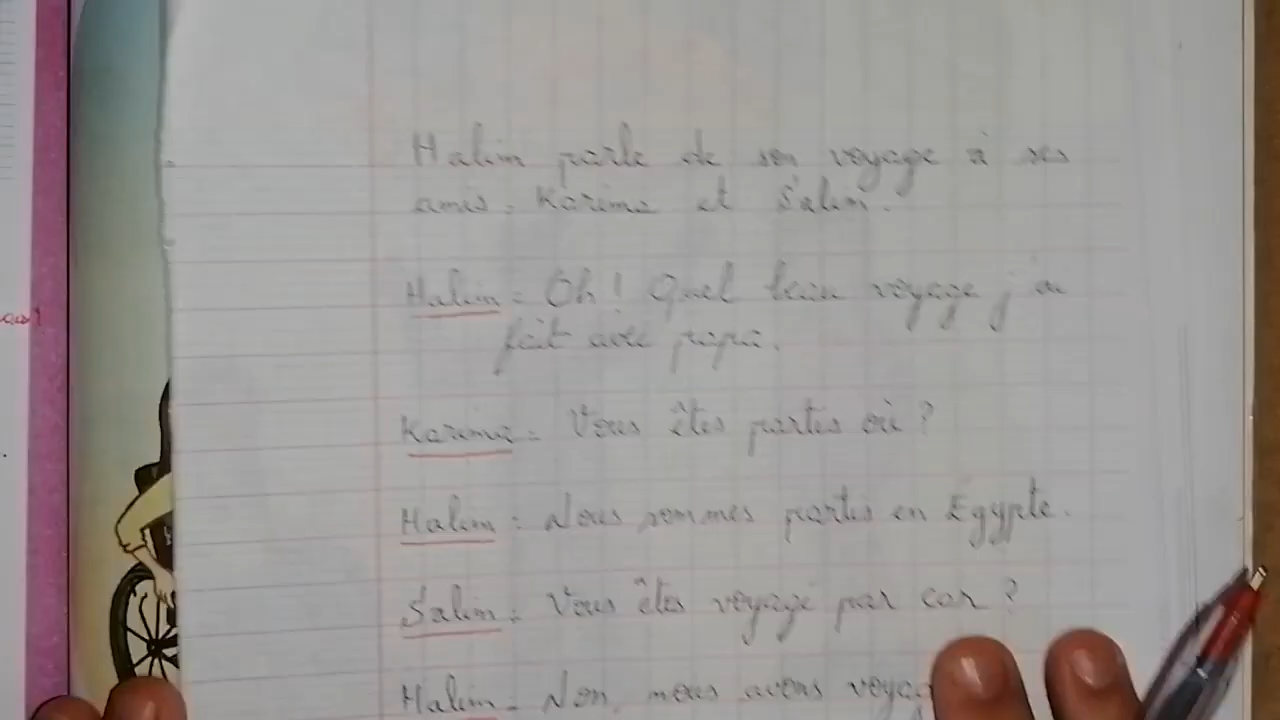 Halim parle de son voyage à ses
amis : Karima et Salim.
Halim : Oh ! Quel beau voyage j'ai
fait avec papa.
Karima : Vous êtes partis où ?
Halim : Nous sommes partis en Egypte.
Salim : Vous êtes voyagé par car ?
Halim : Non, nous avons